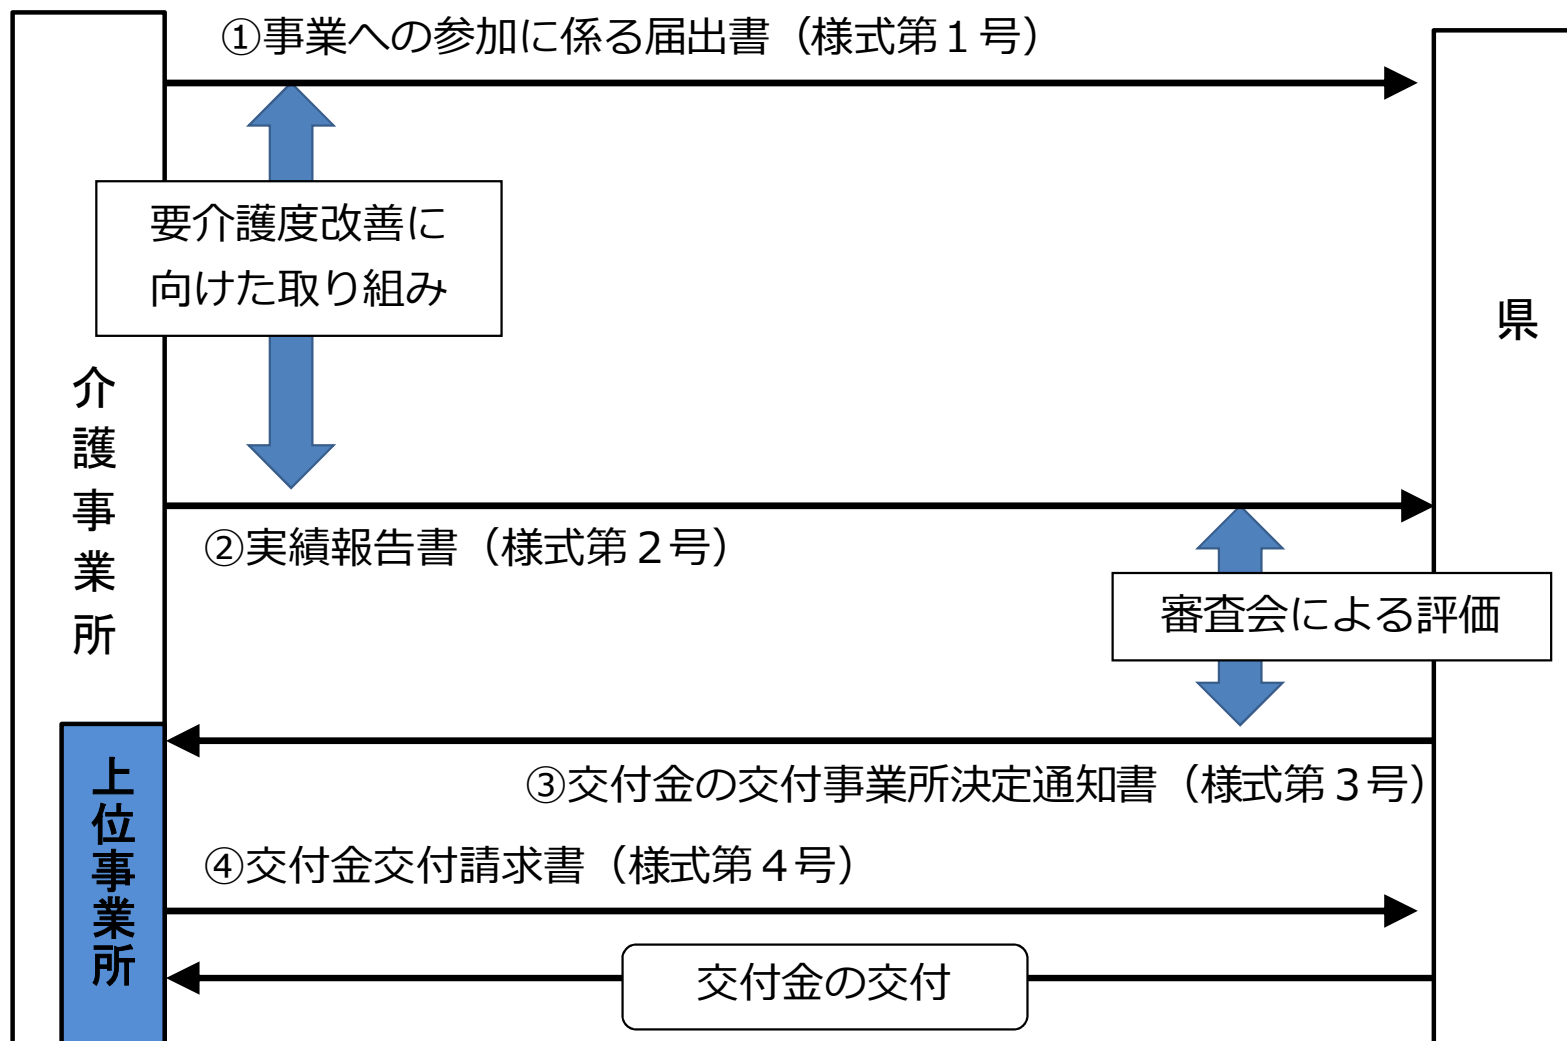 ①事業への参加に係る届出書（様式第１号）
要介護度改善に
向けた取り組み
県
介護事業所
②実績報告書（様式第２号）
審査会による評価
③交付金の交付事業所決定通知書（様式第３号）
上位事業所
④交付金交付請求書（様式第４号）
交付金の交付